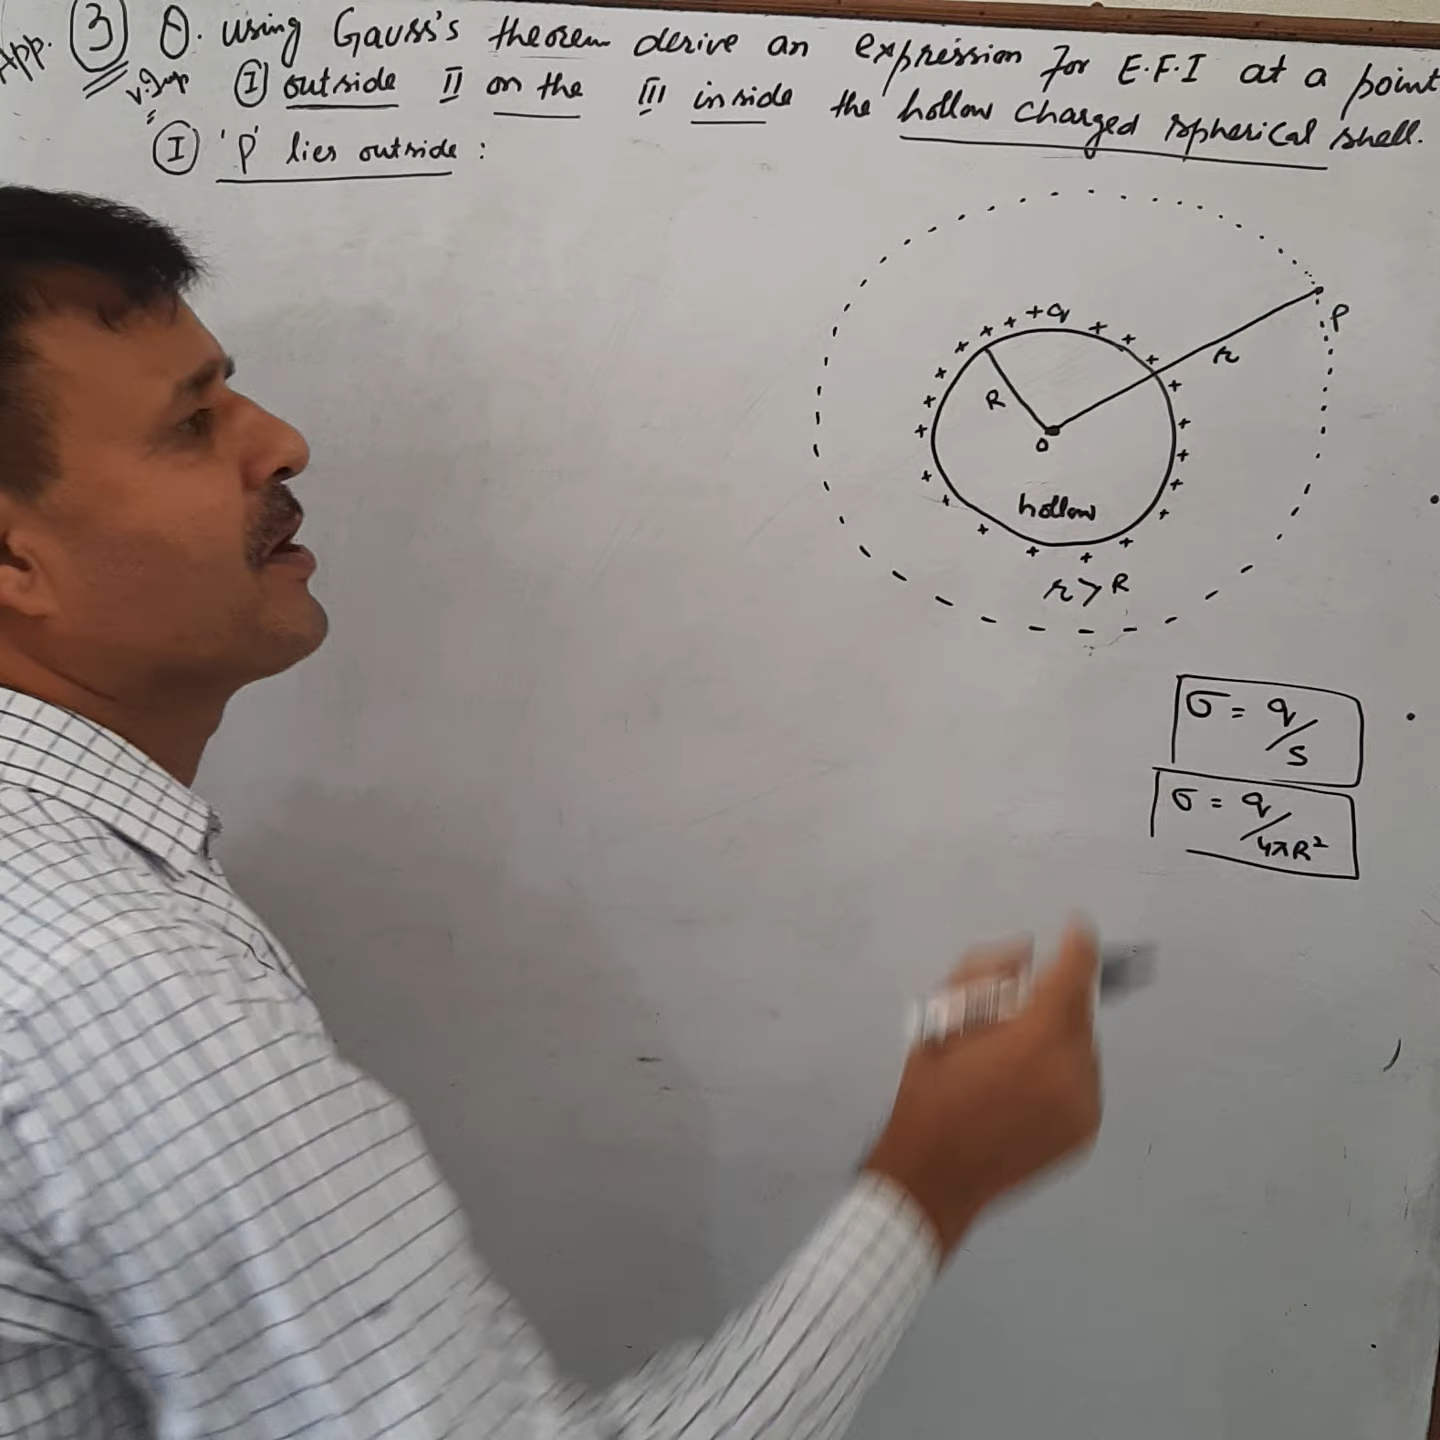 App. 3 Q. using Gauss's theorem derive an expression for E.F.I at a point
v.Imp I outside II on the III inside the hollow charged spherical shell.
I 'P' lies outside:
+q
P
r
R
O
hollow
r > R
σ = q/S
σ = q/4πR²